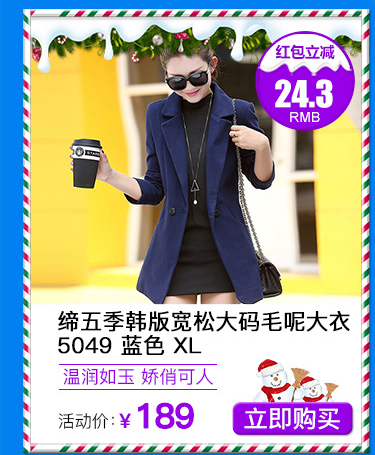 红包立减
24.3
RMB
缔五季韩版宽松大码毛呢大衣
5049 蓝色 XL
温润如玉 娇俏可人
活动价: ¥ 189
立即购买